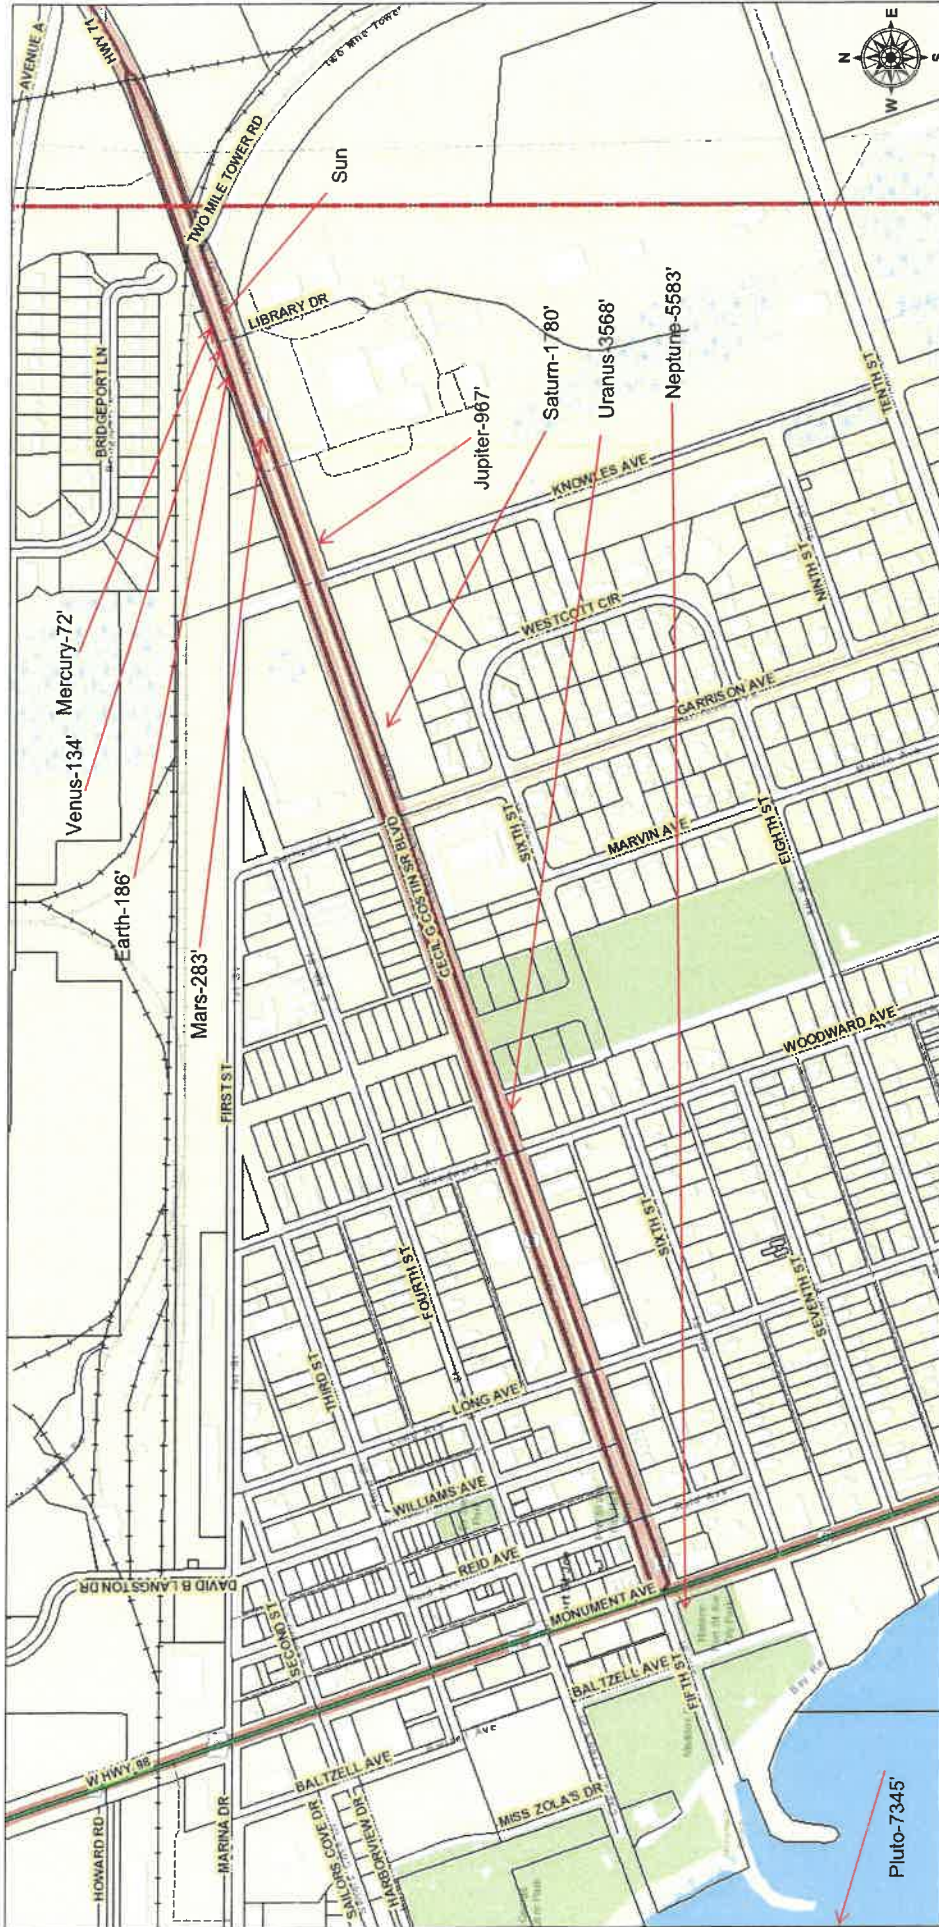 AVENUE A
HWY 71
Two Mile Tower
TWO MILE TOWER RD
N
E
S
W
Sun
BRIDGEPORT LN
LIBRARY DR
Mercury-72'
Venus-134'
Earth-186'
Mars-283'
Jupiter-967'
Saturn-1780'
Uranus-3568'
Neptune-5583'
Pluto-7345'
TENTH ST
KNOWLES AVE
NINTH ST
WESTCOTT CIR
GARRISON AVE
CECIL G COSTIN SR BLVD
SIXTH ST
MARVIN AVE
EIGHTH ST
WOODWARD AVE
FIRST ST
FOURTH ST
THIRD ST
SIXTH ST
SEVENTH ST
LONG AVE
WILLIAMS AVE
REID AVE
DAVID B LANGSTON DR
SECOND ST
MONUMENT AVE
BALTZELL AVE
FIFTH ST
W HWY 98
BALTZELL AVE
MISS ZOLA'S DR
HOWARD RD
MARINA DR
SAILORS COVE DR
HARBORVIEW DR